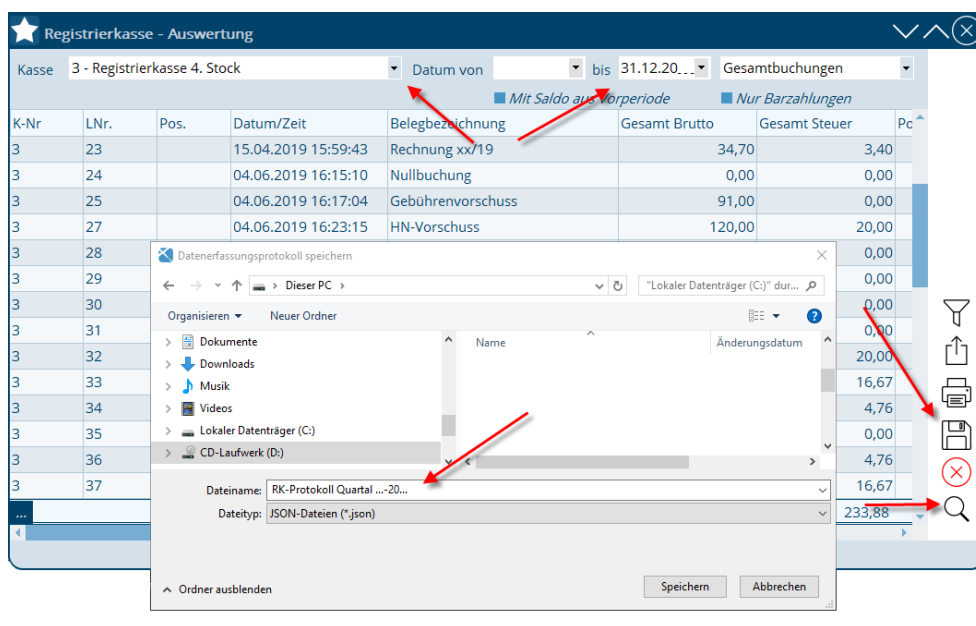 Registrierkasse - Auswertung
Kasse 3 - Registrierkasse 4. Stock Datum von bis 31.12.20... Gesamtbuchungen
Mit Saldo aus Vorperiode Nur Barzahlungen
K-Nr LNr. Pos. Datum/Zeit Belegbezeichnung Gesamt Brutto Gesamt Steuer Po
3 23 15.04.2019 15:59:43 Rechnung xx/19 34,70 3,40
3 24 04.06.2019 16:15:10 Nullbuchung 0,00 0,00
3 25 04.06.2019 16:17:04 Gebührenvorschuss 91,00 0,00
3 27 04.06.2019 16:23:15 HN-Vorschuss 120,00 20,00
3 28 0,00
3 29 0,00
3 30 0,00
3 31 0,00
3 32 20,00
3 33 16,67
3 34 4,76
3 35 0,00
3 36 4,76
3 37 16,67
... 233,88
Datenerfassungsprotokoll speichern
Dieser PC "Lokaler Datenträger (C:)" dur...
Organisieren Neuer Ordner
Name Änderungsdatum
Dokumente
Downloads
Musik
Videos
Lokaler Datenträger (C:)
CD-Laufwerk (D:)
Dateiname: RK-Protokoll Quartal ...-20...
Dateityp: JSON-Dateien (*.json)
Ordner ausblenden Speichern Abbrechen